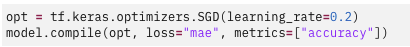 opt = tf.keras.optimizers.SGD(learning_rate=0.2)
model.compile(opt, loss="mae", metrics=["accuracy"])